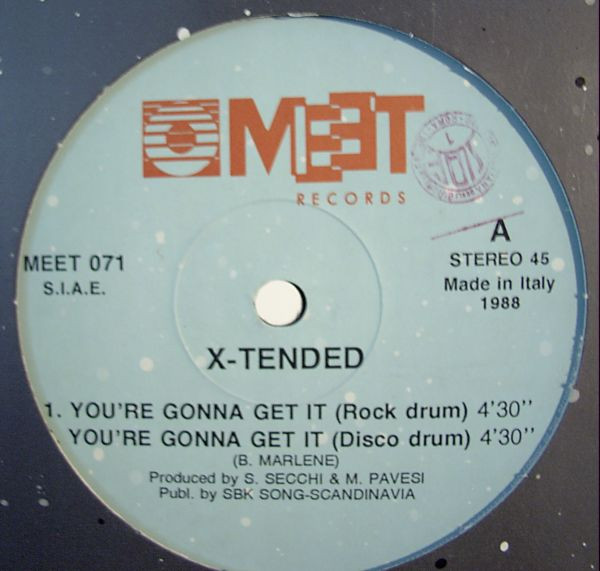 MEET
RECORDS
A
MEET 071
S.I.A.E.
STEREO 45
Made in Italy
1988
X-TENDED
1. YOU'RE GONNA GET IT (Rock drum) 4'30"
YOU'RE GONNA GET IT (Disco drum) 4'30"
(B. MARLENE)
Produced by S. SECCHI & M. PAVESI
Publ. by SBK SONG-SCANDINAVIA